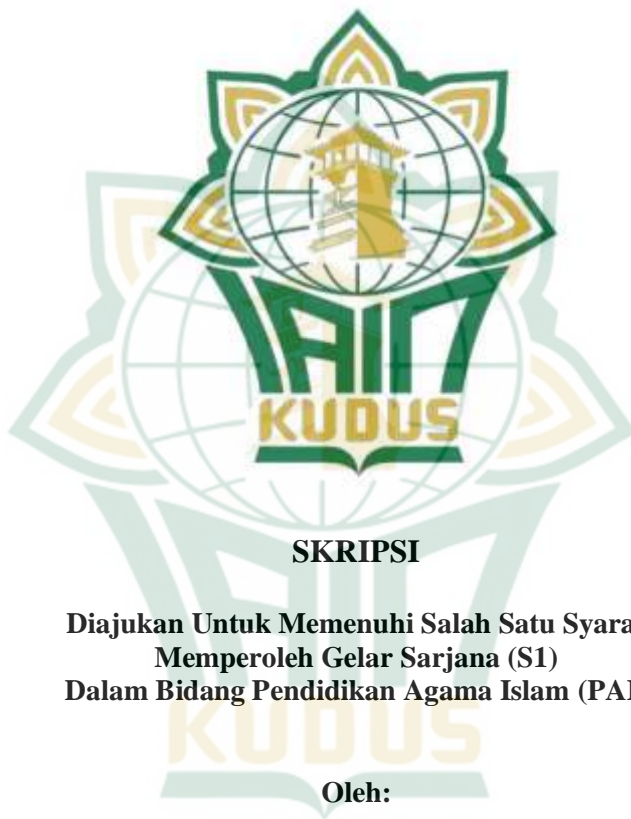 IAIN
KUDUS
SKRIPSI
Diajukan Untuk Memenuhi Salah Satu Syara
Memperoleh Gelar Sarjana (S1)
Dalam Bidang Pendidikan Agama Islam (PAI
KUDUS
Oleh: